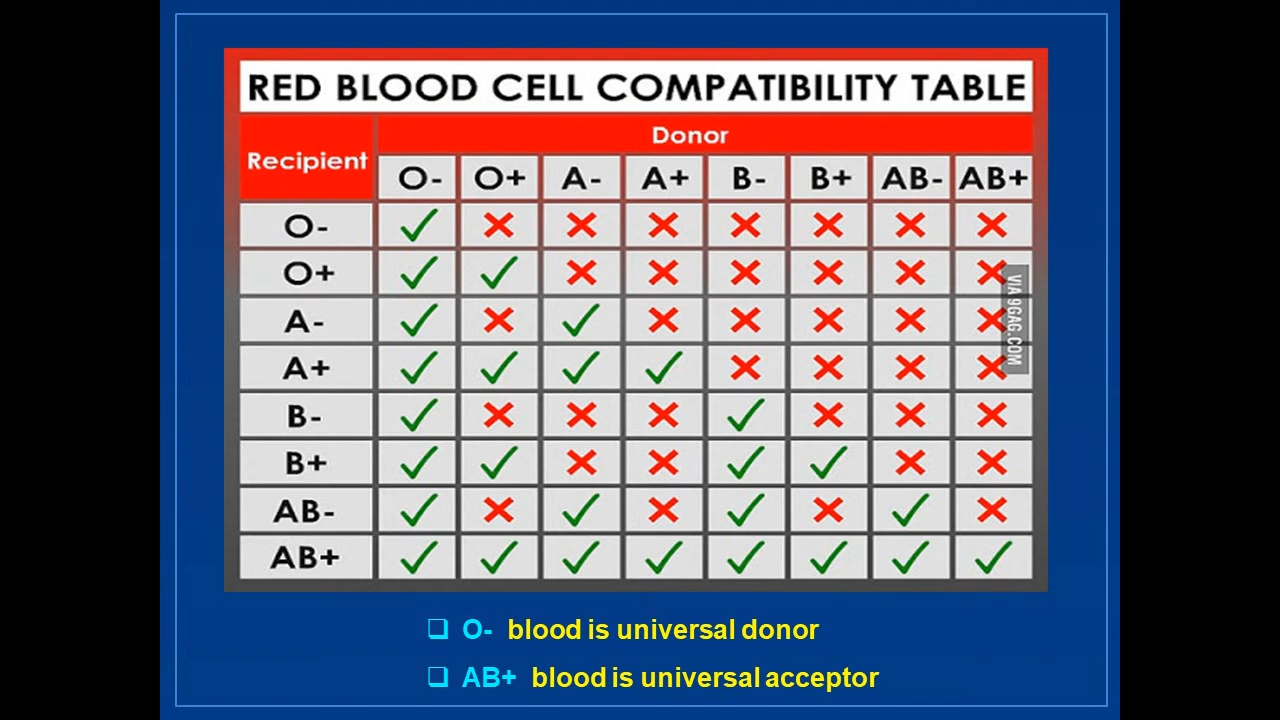 RED BLOOD CELL COMPATIBILITY TABLE
Recipient
Donor
O- O+ A- A+ B- B+ AB- AB+
O- ✓ ✗ ✗ ✗ ✗ ✗ ✗ ✗
O+ ✓ ✓ ✗ ✗ ✗ ✗ ✗ ✗
A- ✓ ✗ ✓ ✗ ✗ ✗ ✗ ✗
A+ ✓ ✓ ✓ ✓ ✗ ✗ ✗ ✗
B- ✓ ✗ ✗ ✗ ✓ ✗ ✗ ✗
B+ ✓ ✓ ✗ ✗ ✓ ✓ ✗ ✗
AB- ✓ ✗ ✓ ✗ ✓ ✗ ✓ ✗
AB+ ✓ ✓ ✓ ✓ ✓ ✓ ✓ ✓
VIA 9GAG.COM
❑ O- blood is universal donor
❑ AB+ blood is universal acceptor